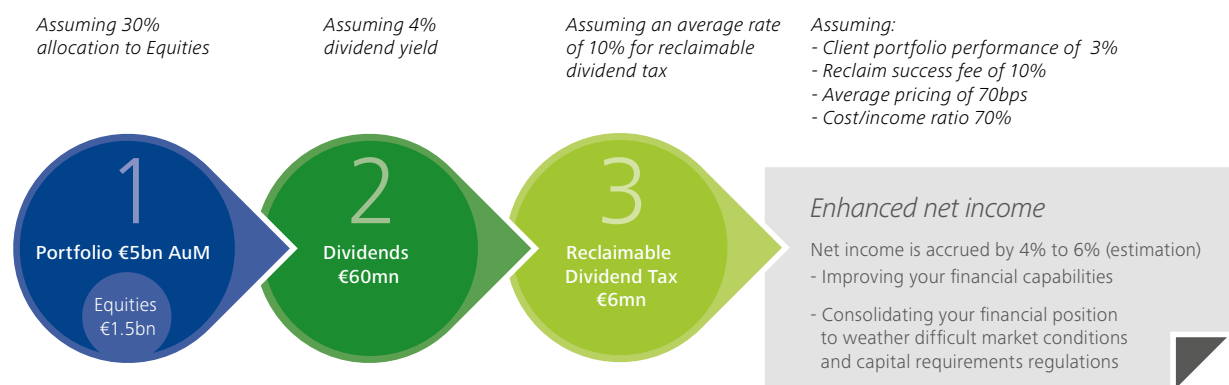 Assuming 30%
allocation to Equities
Assuming 4%
dividend yield
Assuming an average rate
of 10% for reclaimable
dividend tax
Assuming:
- Client portfolio performance of 3%
- Reclaim success fee of 10%
- Average pricing of 70bps
- Cost/income ratio 70%
1
Portfolio €5bn AuM
Equities
€1.5bn
2
Dividends
€60mn
3
Reclaimable
Dividend Tax
€6mn
Enhanced net income
Net income is accrued by 4% to 6% (estimation)
- Improving your financial capabilities
- Consolidating your financial position
to weather difficult market conditions
and capital requirements regulations